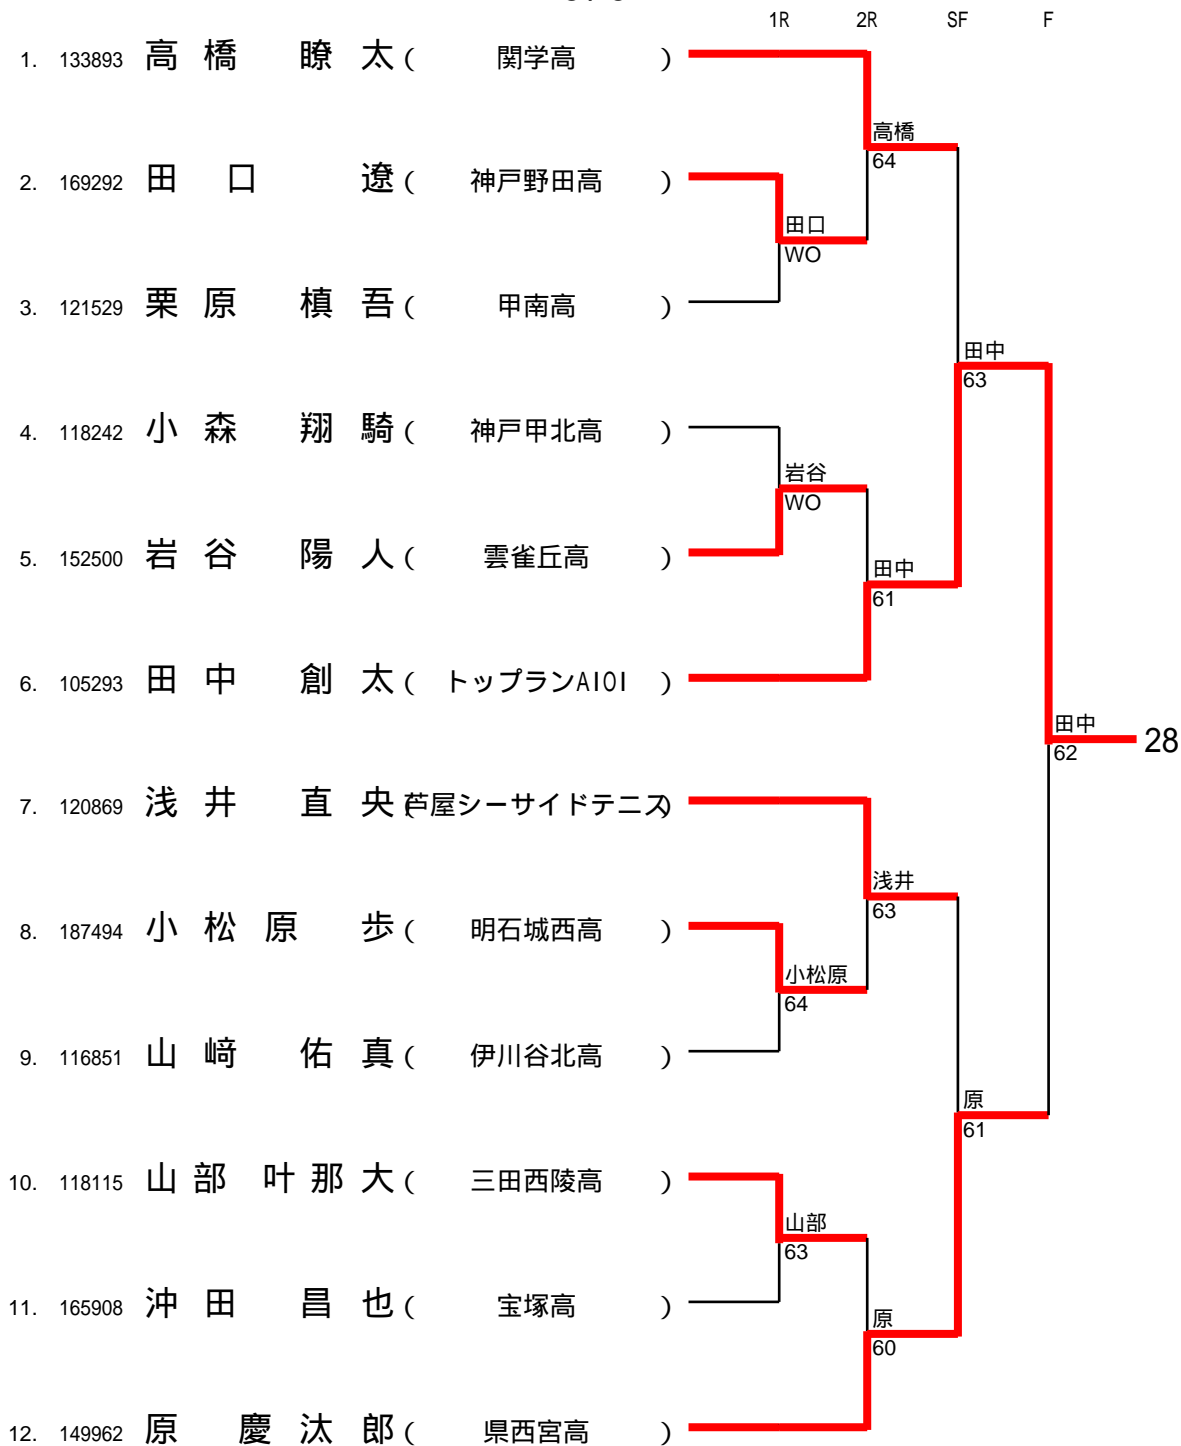 1R 2R SF F
1. 133893 高橋 瞭太 ( 関学高 )
高橋
64
2. 169292 田口 遼 ( 神戸野田高 )
田口
WO
3. 121529 栗原 槙吾 ( 甲南高 )
田中
63
4. 118242 小森 翔騎 ( 神戸甲北高 )
岩谷
WO
5. 152500 岩谷 陽人 ( 雲雀丘高 )
田中
61
6. 105293 田中 創太 ( トップランAIOI )
田中
62
28
7. 120869 浅井 直央 (芦屋シーサイドテニス)
浅井
63
8. 187494 小松原 歩 ( 明石城西高 )
小松原
64
9. 116851 山﨑 佑真 ( 伊川谷北高 )
原
61
10. 118115 山部 叶那大 ( 三田西陵高 )
山部
63
11. 165908 沖田 昌也 ( 宝塚高 )
原
60
12. 149962 原 慶汰郎 ( 県西宮高 )